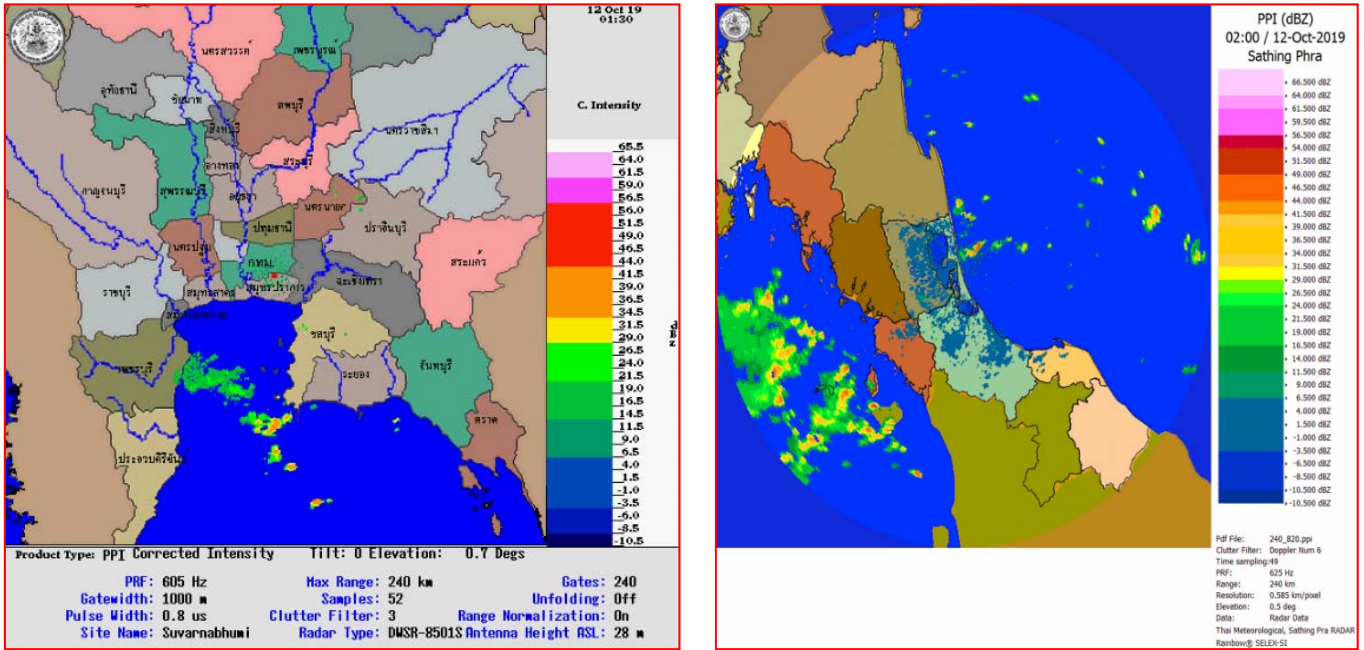 12 Oct 19
01:30
C. Intensity
65.5
64.0
61.5
59.0
56.5
56.0
51.5
49.0
46.5
44.0
41.5
39.0
36.5
34.5
31.5
29.0
26.5
24.0
21.5
19.0
16.5
14.5
11.5
9.0
6.5
4.0
1.5
-1.0
-3.5
-6.0
-8.5
-10.5
นครสวรรค์
เพชรบูรณ์
อุทัยธานี
ชัยนาท
ลพบุรี
สิงห์บุรี
นครราชสีมา
อ่างทอง
สระบุรี
กาญจนบุรี
สุพรรณบุรี
อยุธยา
นครนายก
ปราจีนบุรี
ปทุมธานี
นครปฐม
กทม.
สระแก้ว
ฉะเชิงเทรา
ราชบุรี
สมุทรสาคร
สมุทรปราการ
ชลบุรี
เพชรบุรี
ระยอง
จันทบุรี
ตราด
ประจวบคีรีขันธ์
Product Type: PPI Corrected Intensity Tilt: 0 Elevation: 0.7 Degs
PRF: 605 Hz Max Range: 240 km Gates: 240
Gatewidth: 1000 m Samples: 52 Unfolding: Off
Pulse Width: 0.8 us Clutter Filter: 3 Range Normalization: On
Site Name: Suvarnabhumi Radar Type: DWSR-8501S Antenna Height ASL: 28 m
PPI (dBZ)
02:00 / 12-Oct-2019
Sathing Phra
66.500 dBZ
64.000 dBZ
61.500 dBZ
59.500 dBZ
56.500 dBZ
54.000 dBZ
51.500 dBZ
49.000 dBZ
46.500 dBZ
44.000 dBZ
41.500 dBZ
39.000 dBZ
36.500 dBZ
34.000 dBZ
31.500 dBZ
29.000 dBZ
26.500 dBZ
24.000 dBZ
21.500 dBZ
19.000 dBZ
16.500 dBZ
14.000 dBZ
11.500 dBZ
9.000 dBZ
6.500 dBZ
4.000 dBZ
1.500 dBZ
-1.000 dBZ
-3.500 dBZ
-6.500 dBZ
-8.500 dBZ
-10.500 dBZ
Pdf File: 240_820.ppi
Clutter Filter: Doppler Num 6
Time sampling:49
PRF: 625 Hz
Range: 240 km
Resolution: 0.585 km/pixel
Elevation: 0.5 deg
Data: Radar Data
Thai Meteorological, Sathing Pra RADAR
Rainbow® SELEX-SI